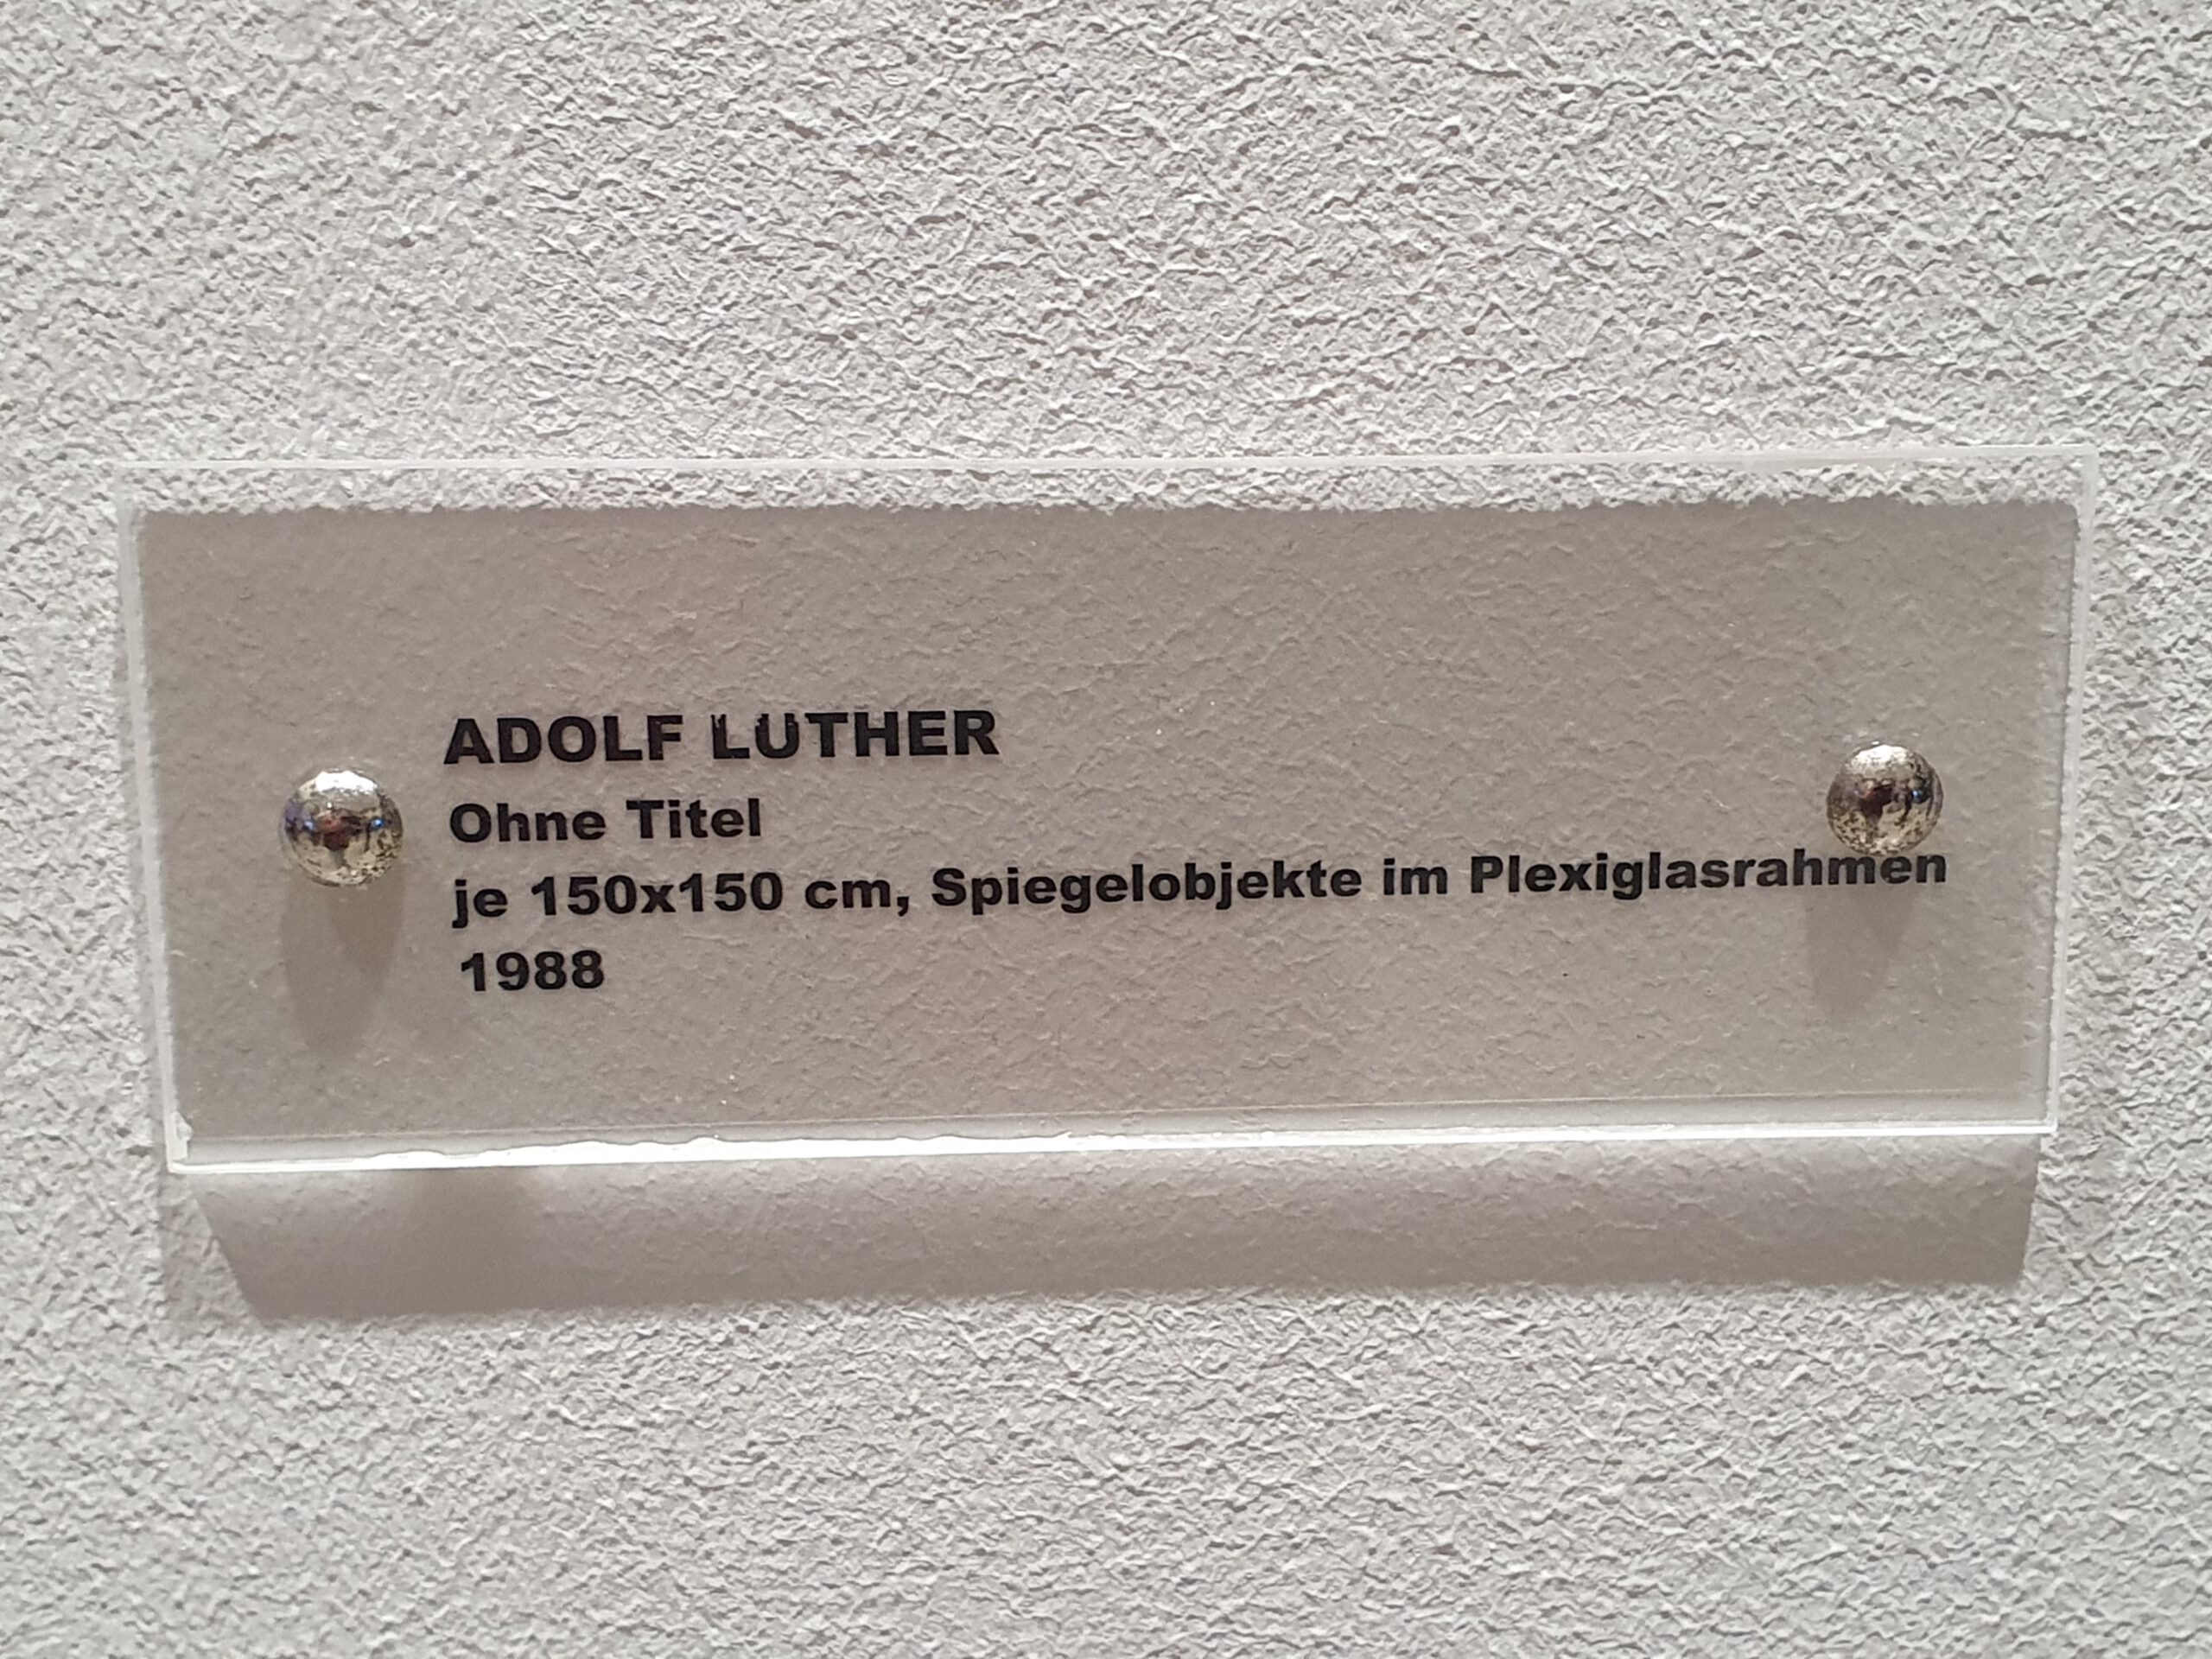 ADOLF LUTHER
Ohne Titel
je 150x150 cm, Spiegelobjekte im Plexiglasrahmen
1988